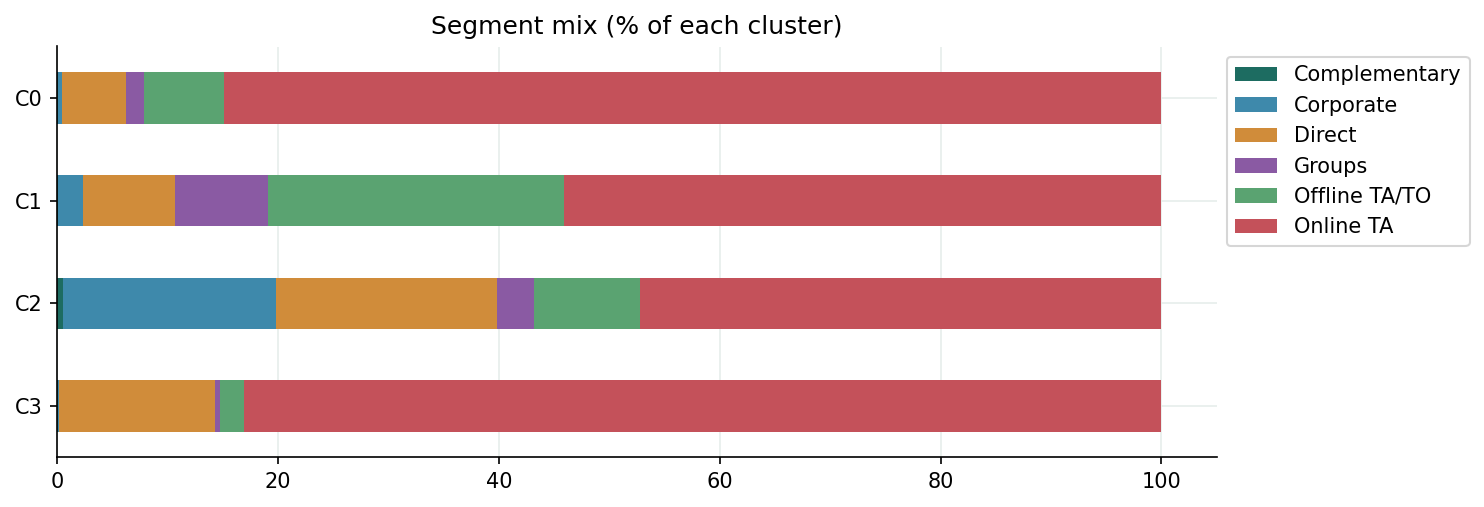 Segment mix (% of each cluster)
C0
C1
C2
C3
0 20 40 60 80 100
Complementary
Corporate
Direct
Groups
Offline TA/TO
Online TA